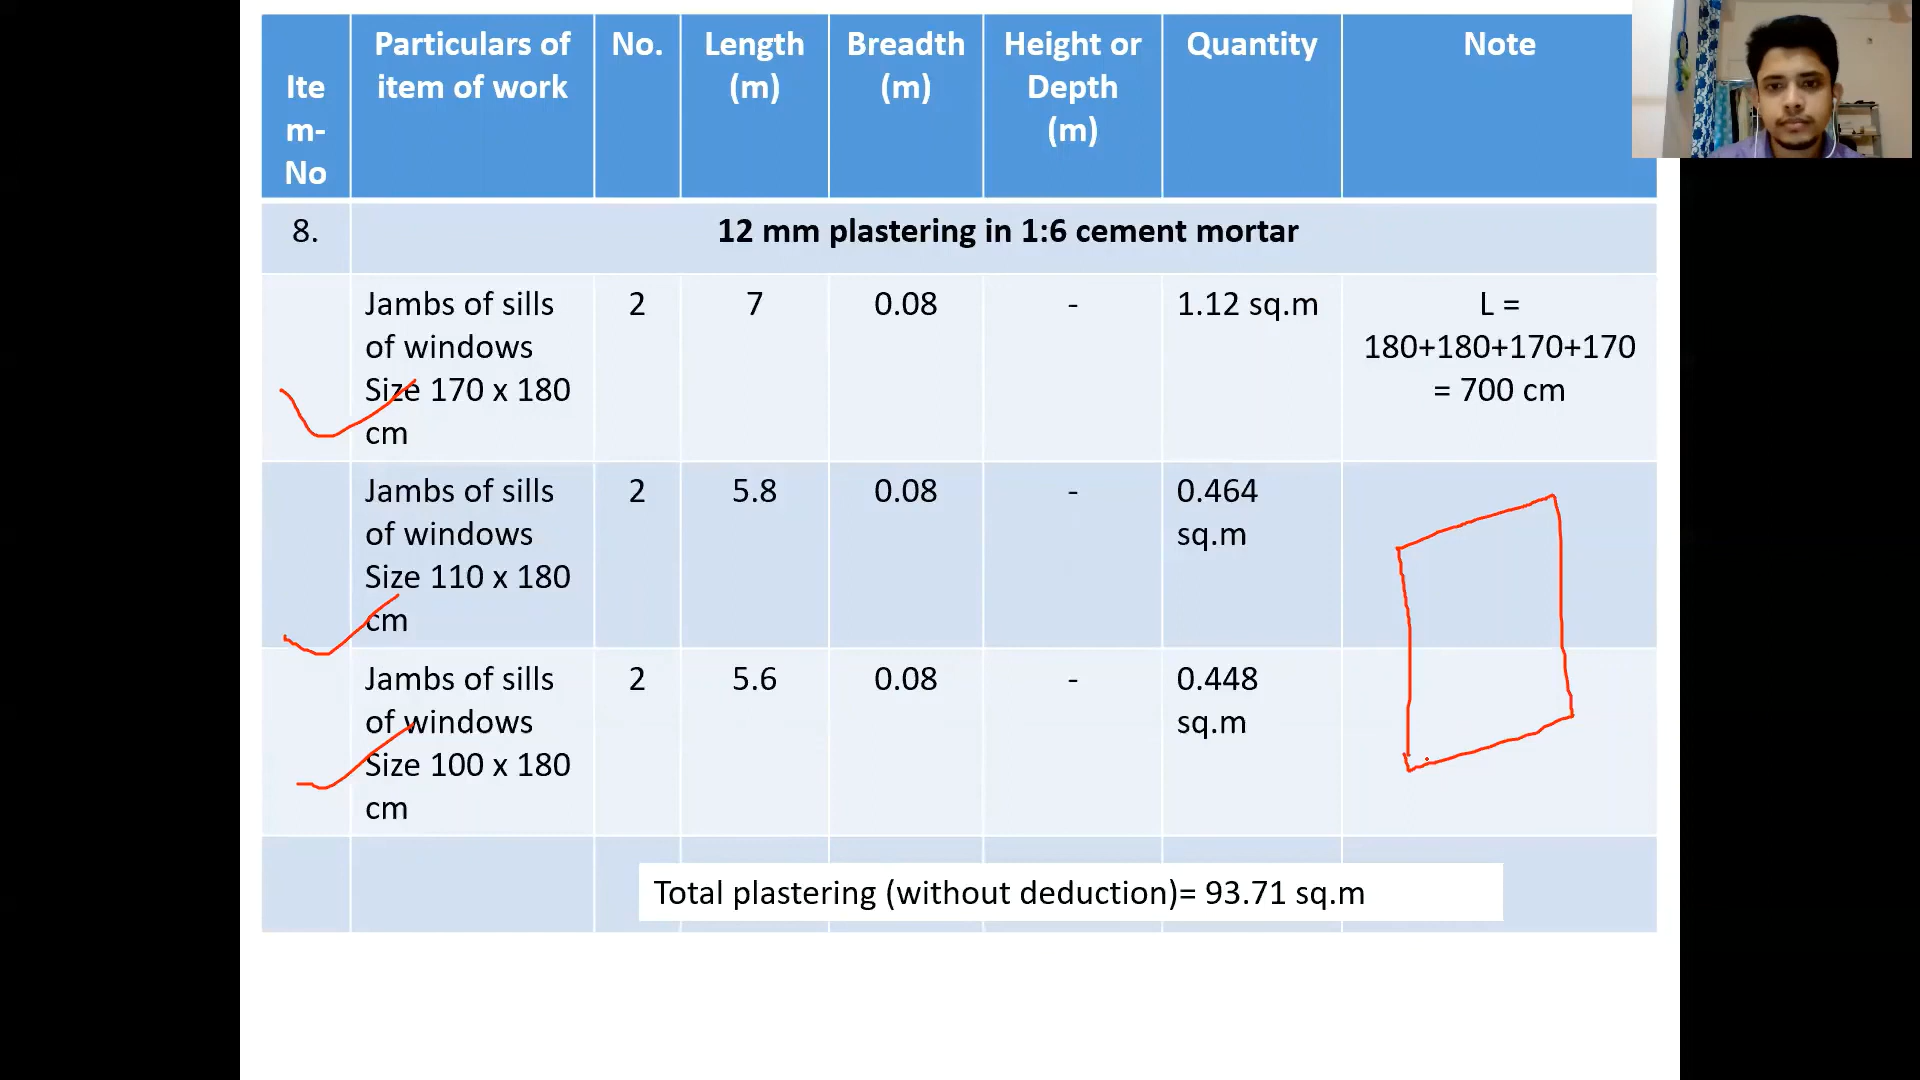 Ite
m-
No
Particulars of
item of work
No.
Length
(m)
Breadth
(m)
Height or
Depth
(m)
Quantity
Note
8.
12 mm plastering in 1:6 cement mortar
Jambs of sills
of windows
Size 170 x 180
cm
2
7
0.08
-
1.12 sq.m
L =
180+180+170+170
= 700 cm
Jambs of sills
of windows
Size 110 x 180
cm
2
5.8
0.08
-
0.464
sq.m
Jambs of sills
of windows
Size 100 x 180
cm
2
5.6
0.08
-
0.448
sq.m
Total plastering (without deduction)= 93.71 sq.m